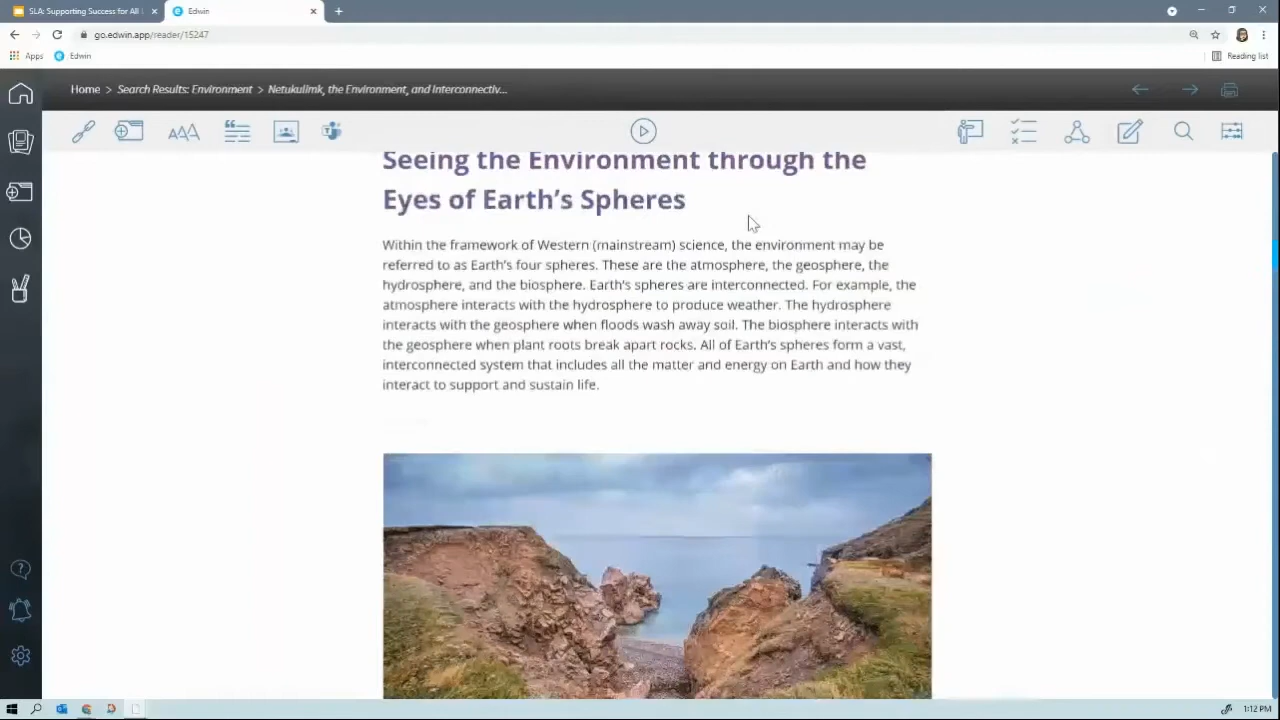 SLA: Supporting Success for All
Edwin
go.edwin.app/reader/15247
Apps
Edwin
Reading list
Home > Search Results: Environment > Netukulimk, the Environment, and Interconnectiv...
AAA
Seeing the Environment through the
Eyes of Earth's Spheres
Within the framework of Western (mainstream) science, the environment may be
referred to as Earth's four spheres. These are the atmosphere, the geosphere, the
hydrosphere, and the biosphere. Earth's spheres are interconnected. For example, the
atmosphere interacts with the hydrosphere to produce weather. The hydrosphere
interacts with the geosphere when floods wash away soil. The biosphere interacts with
the geosphere when plant roots break apart rocks. All of Earth's spheres form a vast,
interconnected system that includes all the matter and energy on Earth and how they
interact to support and sustain life.
1:12 PM